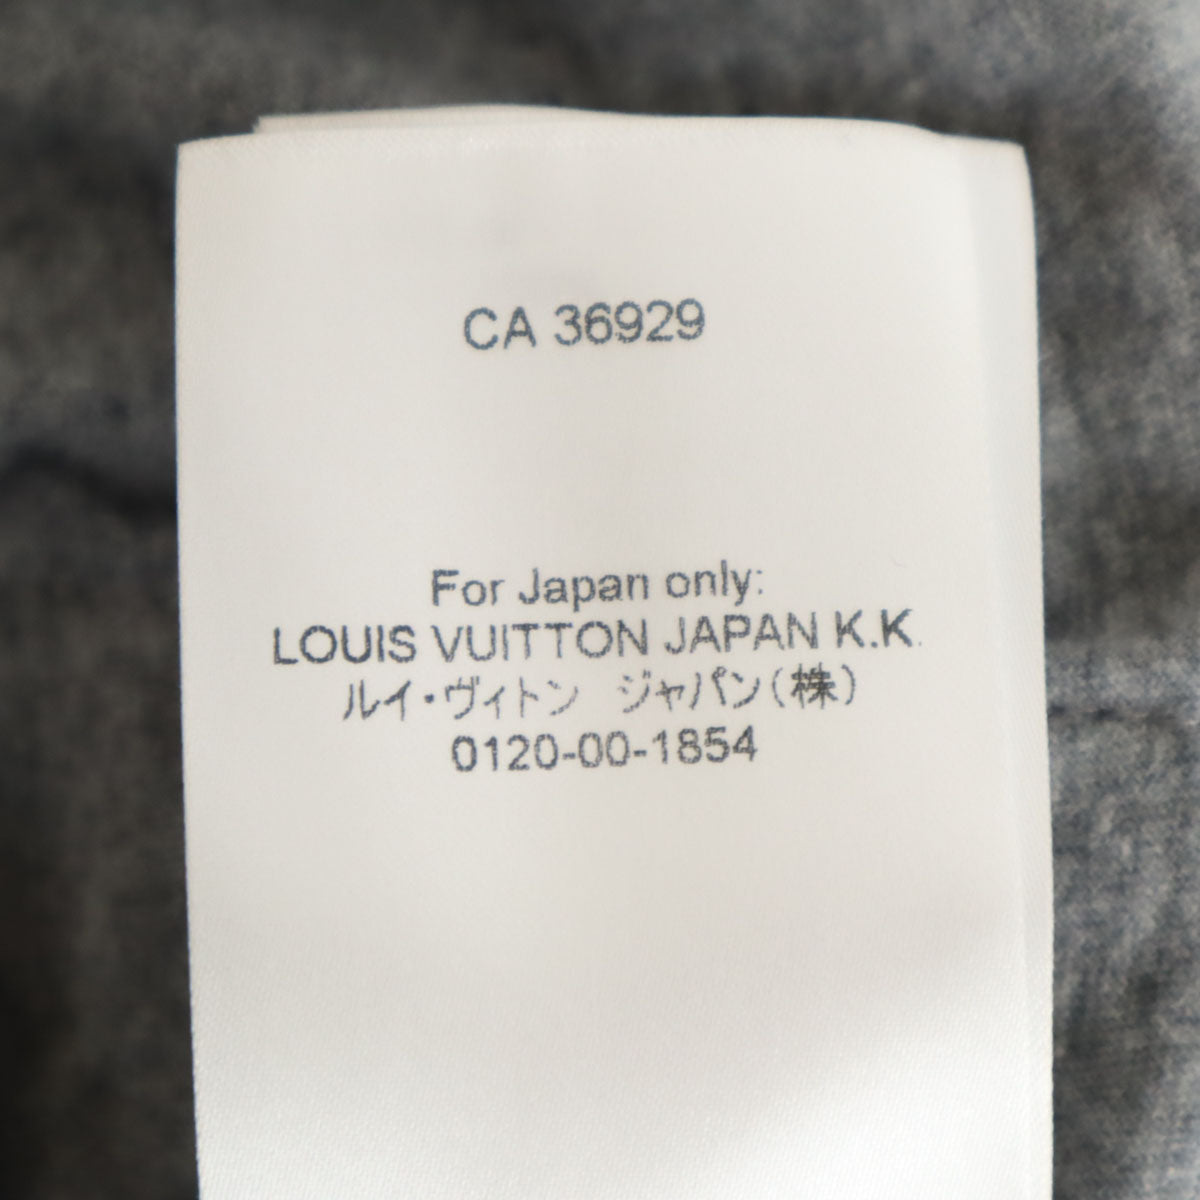 CA 36929
For Japan only:
LOUIS VUITTON JAPAN K.K.
ルイ・ヴィトン ジャパン(株)
0120-00-1854